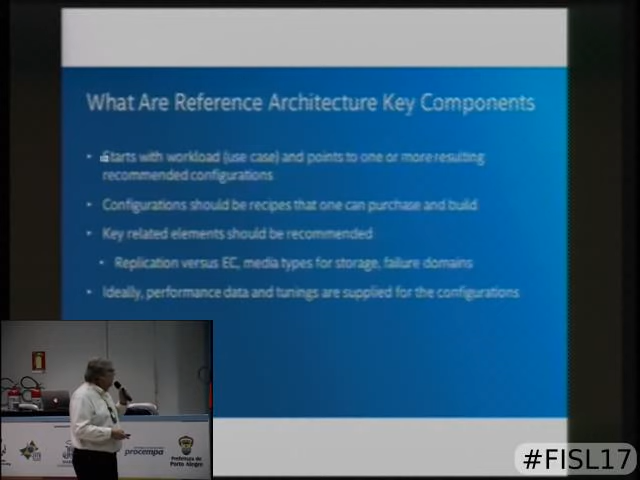 What Are Reference Architecture Key Components
• Starts with workload (use case) and points to one or more resulting
recommended configurations
• Configurations should be recipes that one can purchase and build
• Key related elements should be recommended
• Replication versus EC, media types for storage, failure domains
• Ideally, performance data and tunings are supplied for the configurations
procempa
Prefeitura de
Porto Alegre
#FISL17